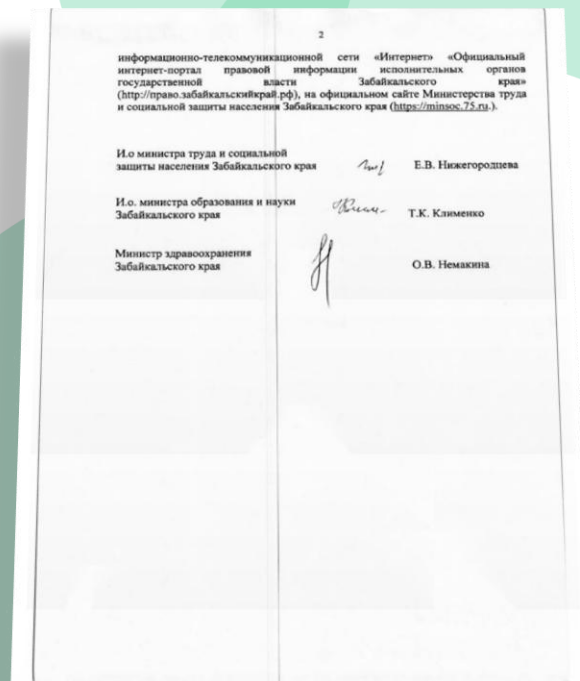 2
информационно-телекоммуникационной сети «Интернет» «Официальный
интернет-портал правовой информации исполнительных органов
государственной власти Забайкальского края»
(http://право.забайкальскийкрай.рф), на официальном сайте Министерства труда
и социальной защиты населения Забайкальского края (https://minsoc.75.ru.).
И.о министра труда и социальной
защиты населения Забайкальского края Е.В. Нижегородцева
И.о. министра образования и науки
Забайкальского края Т.К. Клименко
Министр здравоохранения
Забайкальского края О.В. Немакина